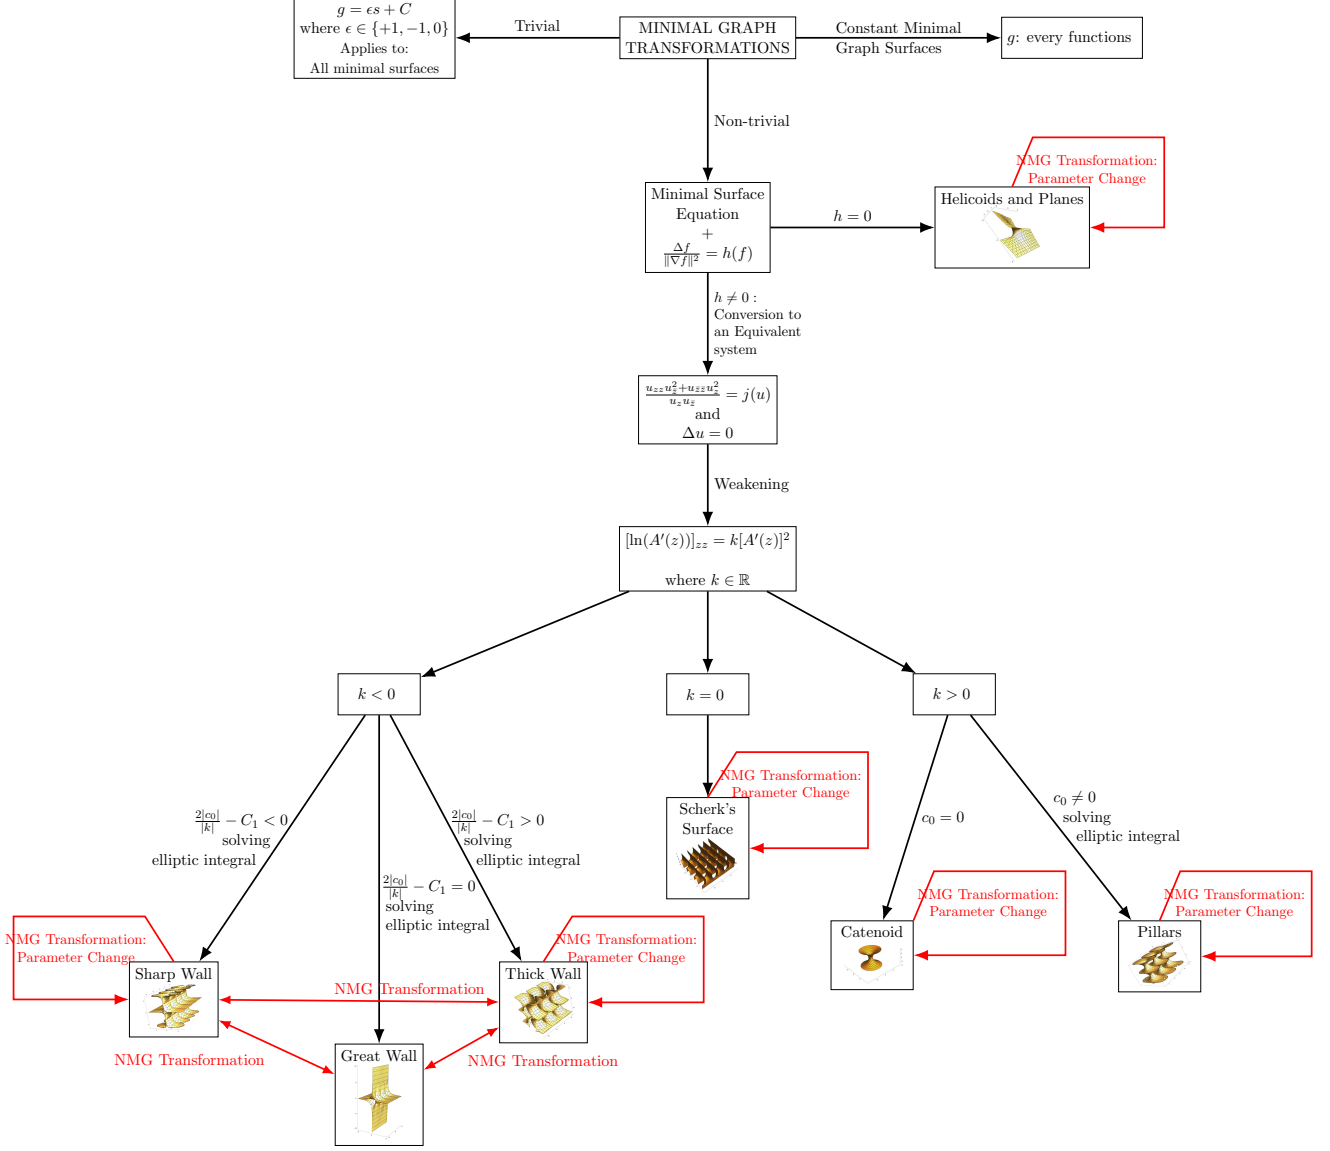 g = ϵs + C
where ϵ ∈ {+1, −1, 0}
Applies to:
All minimal surfaces
Trivial
MINIMAL GRAPH
TRANSFORMATIONS
Constant Minimal
Graph Surfaces
g: every functions
Non-trivial
NMG Transformation:
Parameter Change
Minimal Surface
Equation
+
Δf / ‖∇f‖² = h(f)
h = 0
Helicoids and Planes
h ≠ 0 :
Conversion to
an Equivalent
system
(u_{zz}u_{z̄}² + u_{z̄z̄}u_z²) / (u_z u_{z̄}) = j(u)
and
Δu = 0
Weakening
[ln(A′(z))]_{zz} = k[A′(z)]²
where k ∈ ℝ
k < 0
k = 0
k > 0
2|c₀|/|k| − C₁ < 0
solving
elliptic integral
2|c₀|/|k| − C₁ = 0
solving
elliptic integral
2|c₀|/|k| − C₁ > 0
solving
elliptic integral
NMG Transformation:
Parameter Change
Scherk's
Surface
c₀ = 0
c₀ ≠ 0
solving
elliptic integral
NMG Transformation:
Parameter Change
Sharp Wall
NMG Transformation
NMG Transformation:
Parameter Change
Thick Wall
NMG Transformation:
Parameter Change
Catenoid
NMG Transformation:
Parameter Change
Pillars
NMG Transformation
Great Wall
NMG Transformation